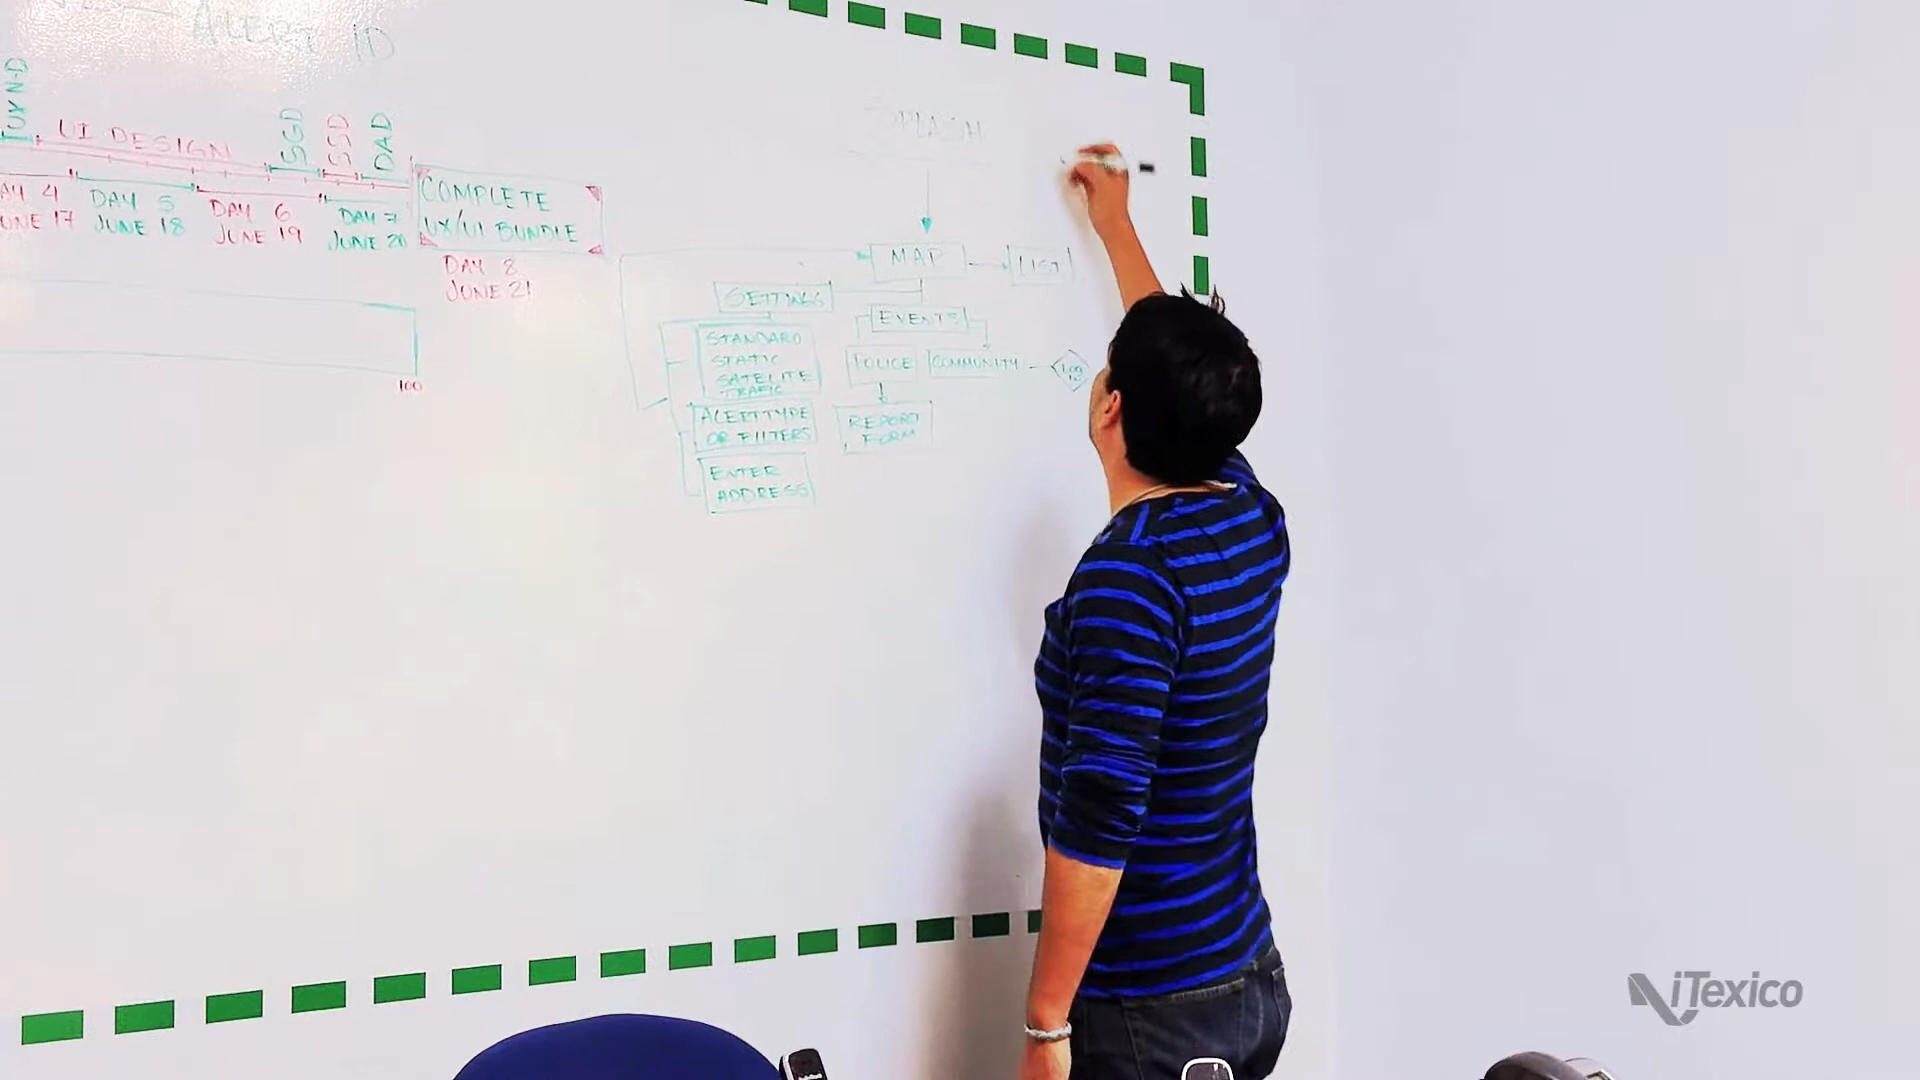 ALERT ID
UI DESIGN
SGD
SSD
DAD
DAY 4
JUNE 17
DAY 5
JUNE 18
DAY 6
JUNE 19
DAY 7
JUNE 20
COMPLETE
UX/UI BUNDLE
DAY 8
JUNE 21
100
SPLASH
MAP
LIST
SETTINGS
EVENTS
STANDARD
STATIC
SATELITE
TRAFIC
POLICE
COMMUNITY
LOG
ALERT TYPE
OR FILTERS
REPORT
FORM
ENTER
ADDRESS
iTexico